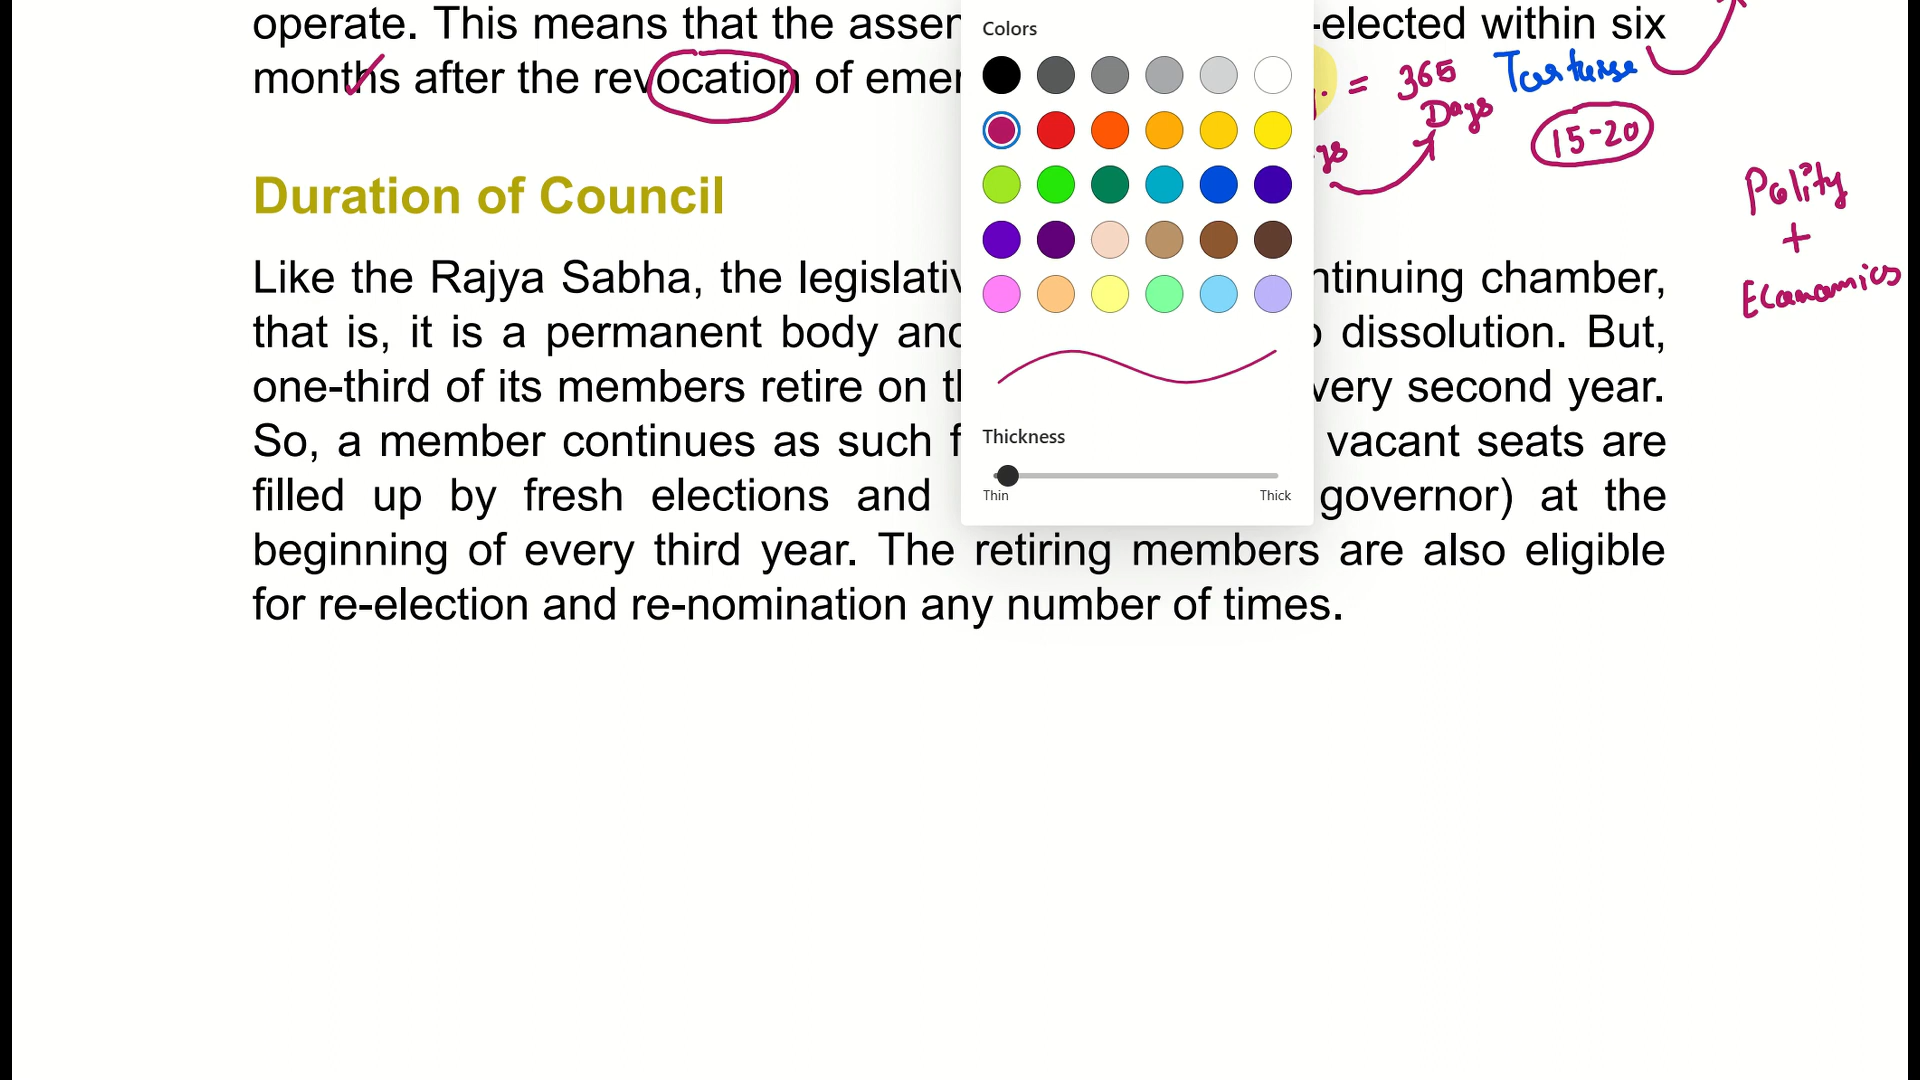 operate. This means that the assem -elected within six
months after the revocation of emer
= 365
Days
15-20
Polity
+
Economics
Duration of Council
Like the Rajya Sabha, the legislativ ntinuing chamber,
that is, it is a permanent body and dissolution. But,
one-third of its members retire on th very second year.
So, a member continues as such f vacant seats are
filled up by fresh elections and governor) at the
beginning of every third year. The retiring members are also eligible
for re-election and re-nomination any number of times.
Colors
Thickness
Thin Thick